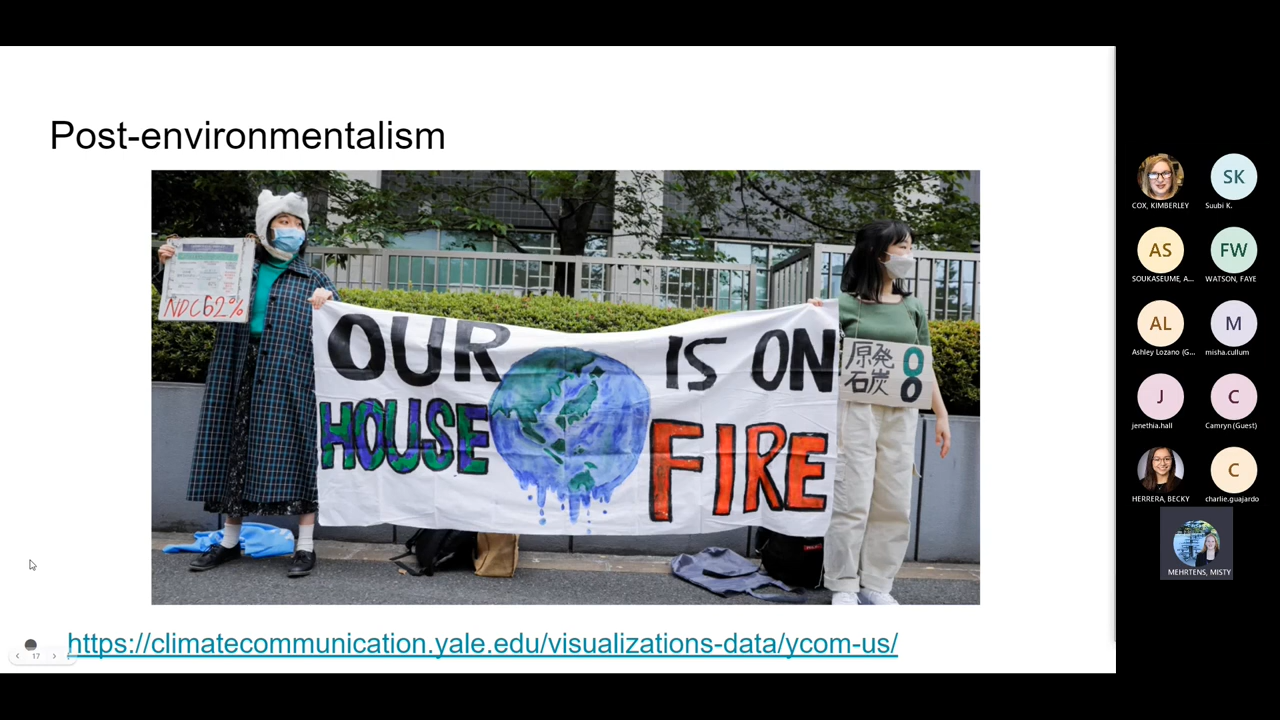 Post-environmentalism
NDC62%
OUR IS ON
HOUSE FIRE
原発
石炭
0
https://climatecommunication.yale.edu/visualizations-data/ycom-us/
17
COX, KIMBERLEY
SK
Suubi K.
AS
SOUKASEUME, A...
FW
WATSON, FAYE
AL
Ashley Lozano (G...
M
misha.cullum
J
jenethia.hall
C
Camryn (Guest)
HERRERA, BECKY
C
charlie.guajardo
MEHRTENS, MISTY